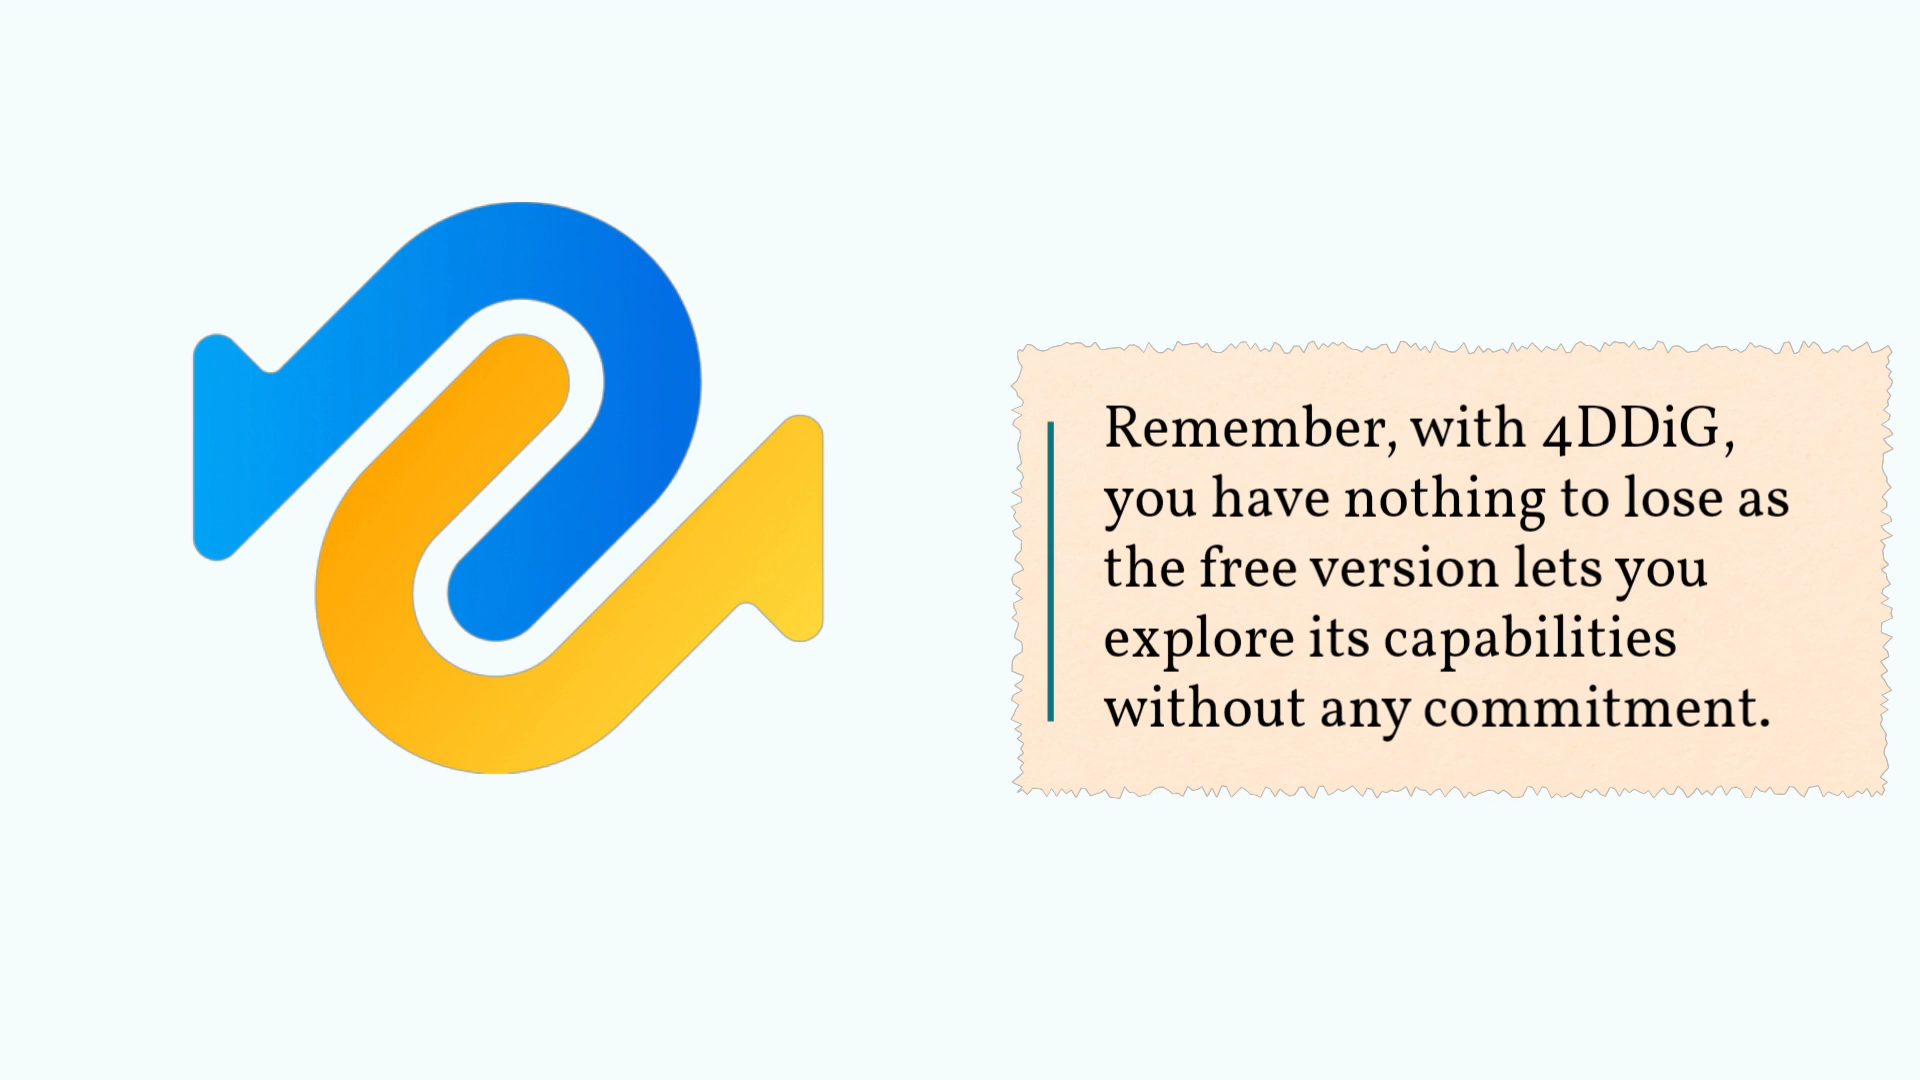 Remember, with 4DDiG,
you have nothing to lose as
the free version lets you
explore its capabilities
without any commitment.